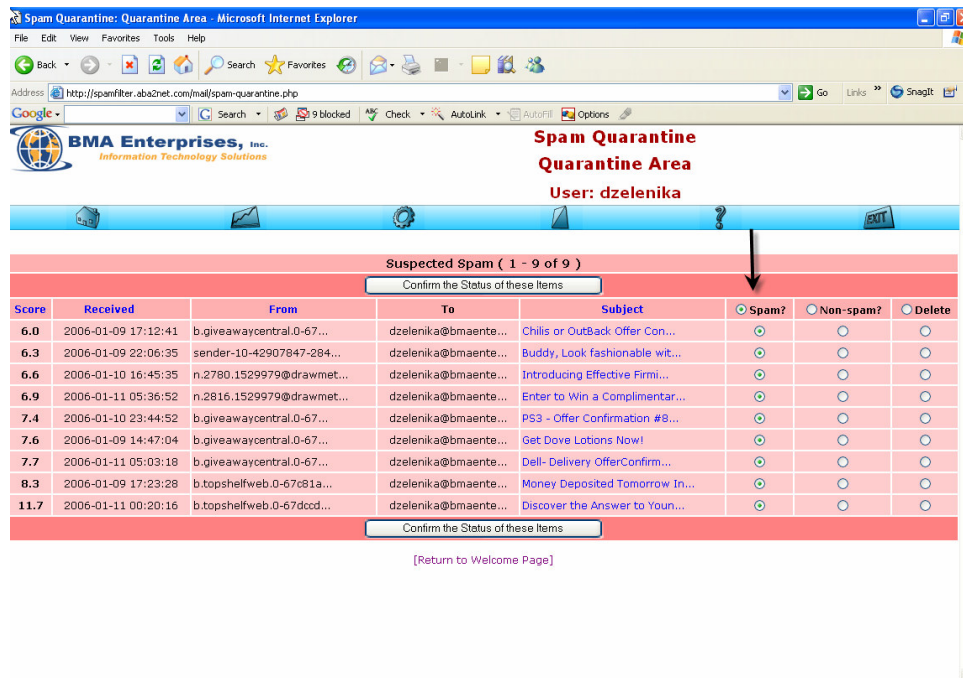 Spam Quarantine: Quarantine Area - Microsoft Internet Explorer
File Edit View Favorites Tools Help
Back Search Favorites
Address http://spamfilter.aba2net.com/mail/spam-quarantine.php Go Links » SnagIt
Google Search 9 blocked ABC Check AutoLink AutoFill Options
BMA Enterprises, Inc.
Information Technology Solutions
Spam Quarantine
Quarantine Area
User: dzelenika
EXIT
Suspected Spam ( 1 - 9 of 9 )
Confirm the Status of these Items
Score Received From To Subject Spam? Non-spam? Delete
6.0 2006-01-09 17:12:41 b.giveawaycentral.0-67... dzelenika@bmaente... Chilis or OutBack Offer Con...
6.3 2006-01-09 22:06:35 sender-10-42907847-284... dzelenika@bmaente... Buddy, Look fashionable wit...
6.6 2006-01-10 16:45:35 n.2780.1529979@drawmet... dzelenika@bmaente... Introducing Effective Firmi...
6.9 2006-01-11 05:36:52 n.2816.1529979@drawmet... dzelenika@bmaente... Enter to Win a Complimentar...
7.4 2006-01-10 23:44:52 b.giveawaycentral.0-67... dzelenika@bmaente... PS3 - Offer Confirmation #8...
7.6 2006-01-09 14:47:04 b.giveawaycentral.0-67... dzelenika@bmaente... Get Dove Lotions Now!
7.7 2006-01-11 05:03:18 b.giveawaycentral.0-67... dzelenika@bmaente... Dell- Delivery OfferConfirm...
8.3 2006-01-09 17:23:28 b.topshelfweb.0-67c81a... dzelenika@bmaente... Money Deposited Tomorrow In...
11.7 2006-01-11 00:20:16 b.topshelfweb.0-67dccd... dzelenika@bmaente... Discover the Answer to Youn...
Confirm the Status of these Items
[Return to Welcome Page]